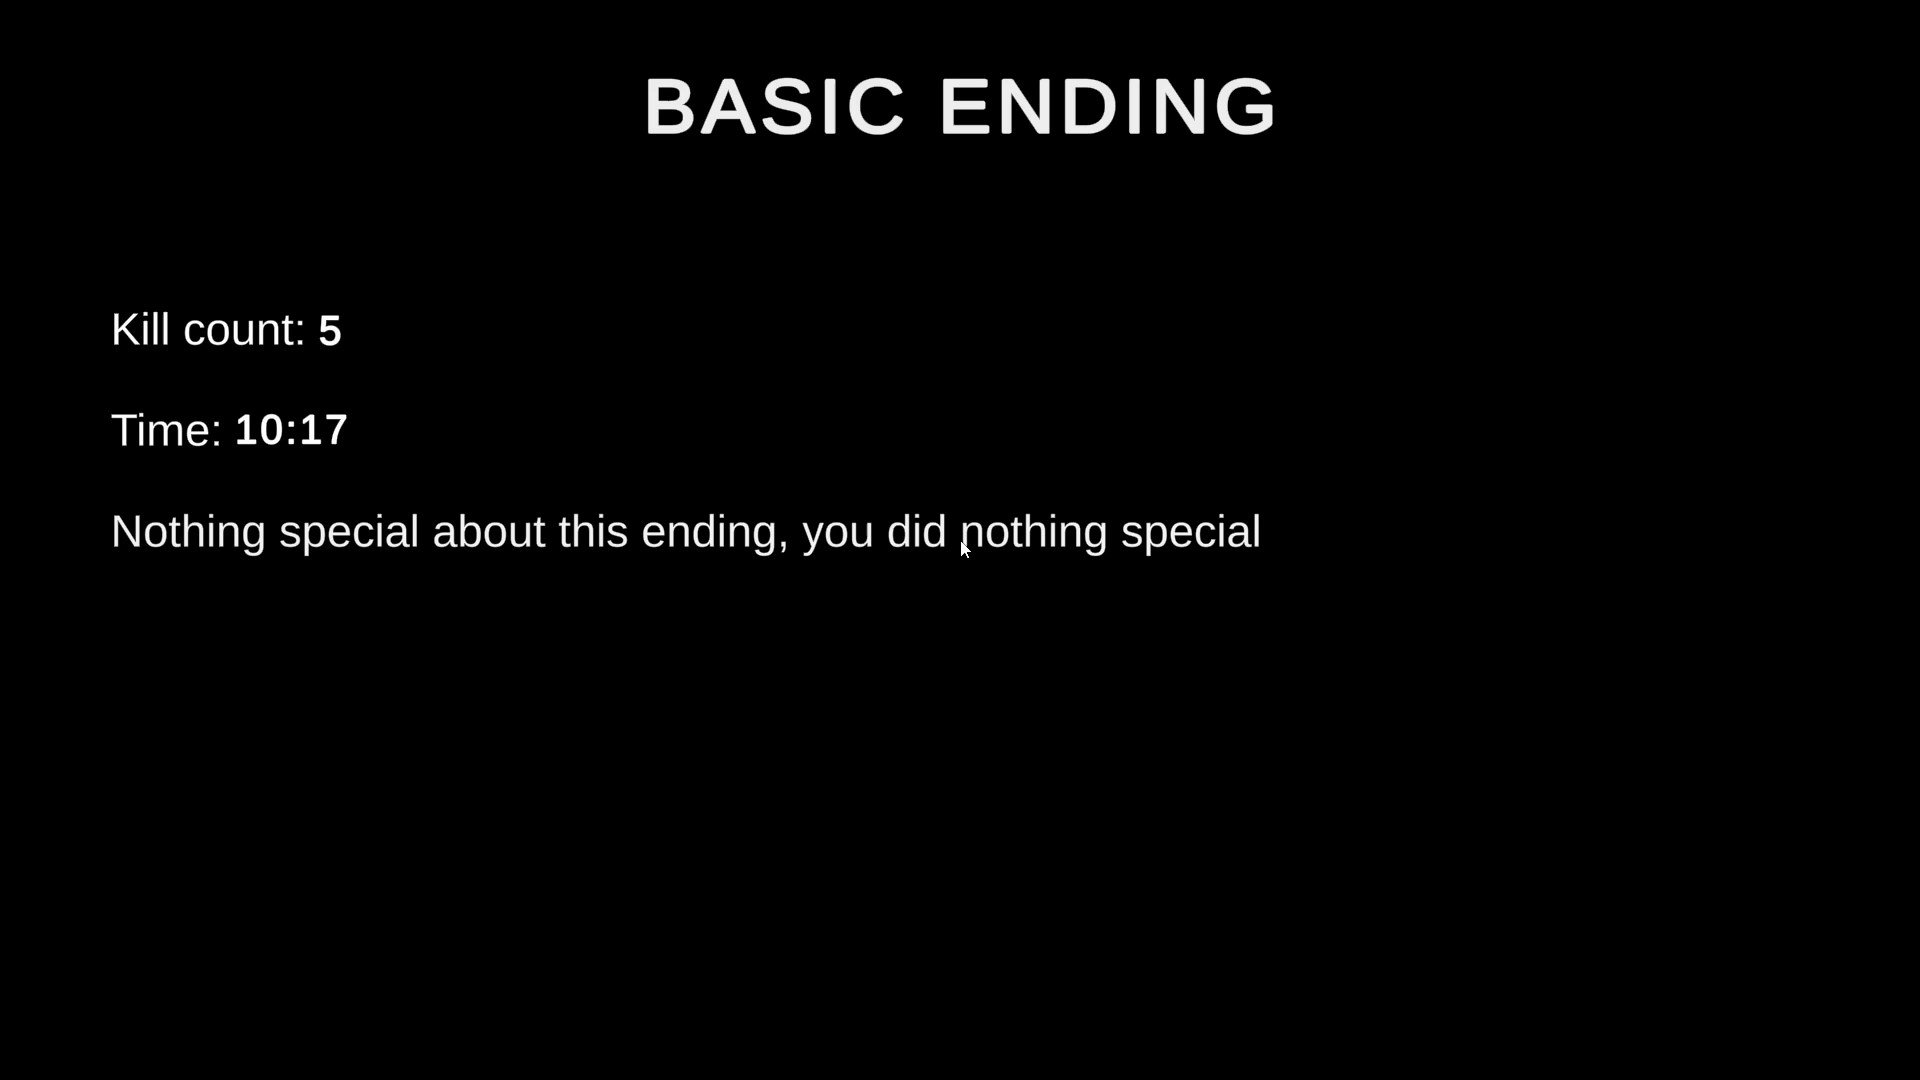 BASIC ENDING
Kill count: 5
Time: 10:17
Nothing special about this ending, you did nothing special